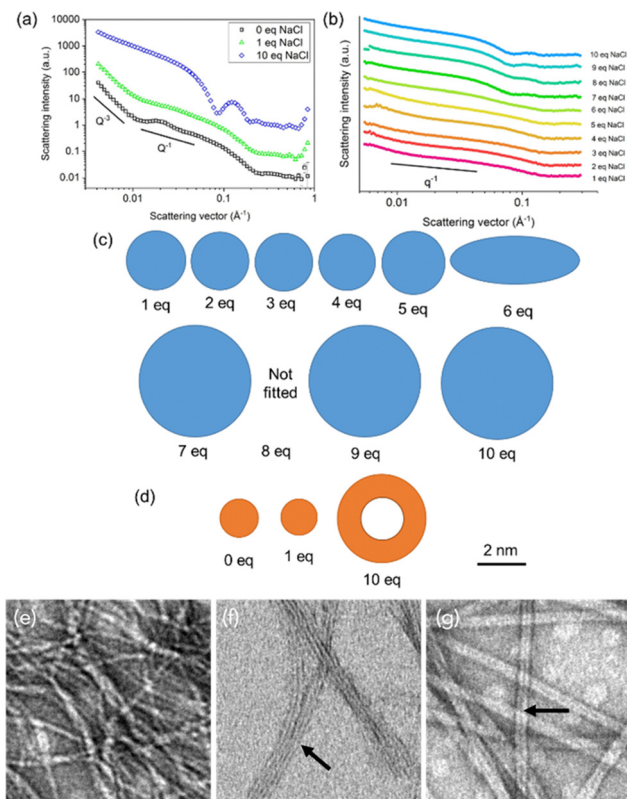 (a)
10000
1000
100
10
1
0.1
0.01
Scattering intensity (a.u.)
0 eq NaCl
1 eq NaCl
10 eq NaCl
Q-3
Q-1
0.01
0.1
1
Scattering vector (Å-1)
(b)
Scattering intensity (a.u.)
10 eq NaCl
9 eq NaCl
8 eq NaCl
7 eq NaCl
6 eq NaCl
5 eq NaCl
4 eq NaCl
3 eq NaCl
2 eq NaCl
1 eq NaCl
q-1
0.01
0.1
Scattering vector (Å-1)
(c)
1 eq
2 eq
3 eq
4 eq
5 eq
6 eq
Not
fitted
7 eq
8 eq
9 eq
10 eq
(d)
0 eq
1 eq
10 eq
2 nm
(e)
(f)
(g)